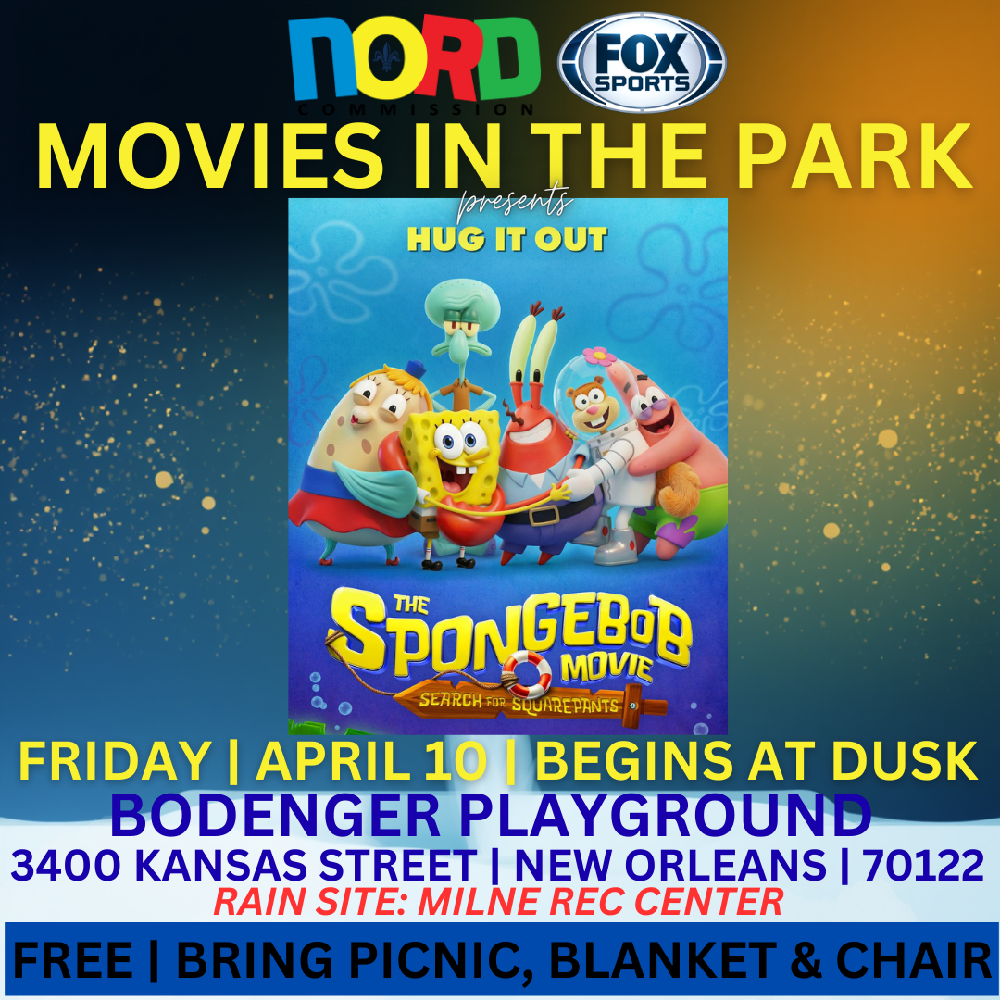 NORD
COMMISSION
FOX
SPORTS
MOVIES IN THE PARK
presents
HUG IT OUT
THE
SPONGEBOB
MOVIE
SEARCH FOR SQUAREPANTS
FRIDAY | APRIL 10 | BEGINS AT DUSK
BODENGER PLAYGROUND
3400 KANSAS STREET | NEW ORLEANS | 70122
RAIN SITE: MILNE REC CENTER
FREE | BRING PICNIC, BLANKET & CHAIR